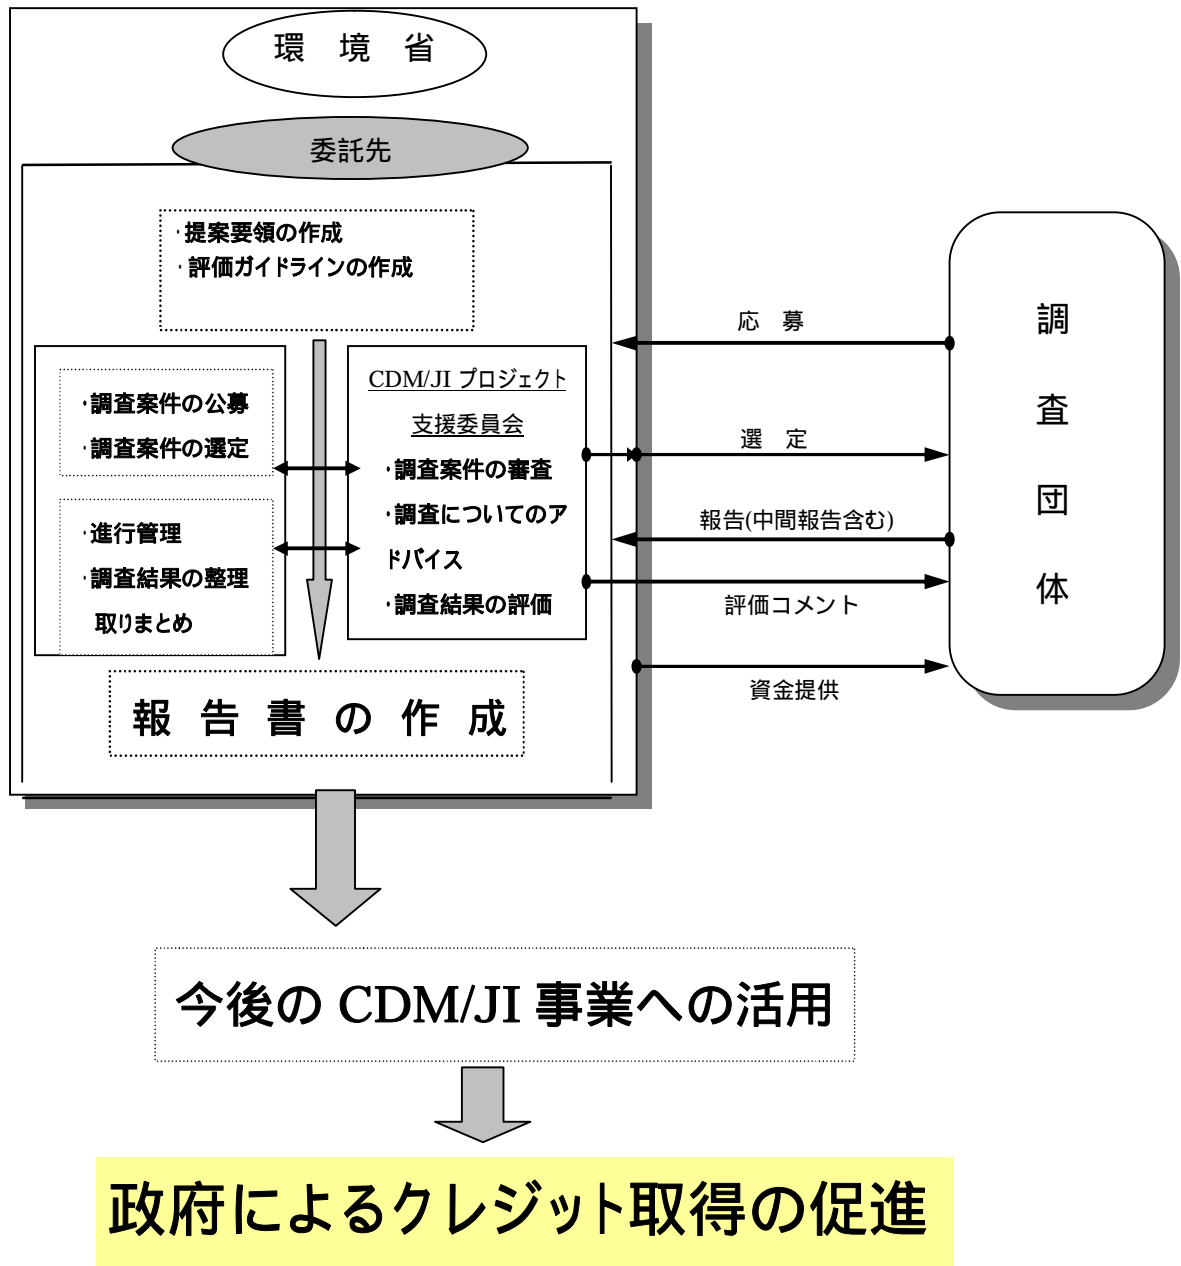 環　境　省
委託先
・提案要領の作成
・評価ガイドラインの作成
・調査案件の公募
・調査案件の選定
・進行管理
・調査結果の整理
取りまとめ
CDM/JI プロジェクト
支援委員会
・調査案件の審査
・調査についてのア
ドバイス
・調査結果の評価
報 告 書 の 作 成
応　募
選　定
報告(中間報告含む)
評価コメント
資金提供
調
査
団
体
今後の CDM/JI 事業への活用
政府によるクレジット取得の促進